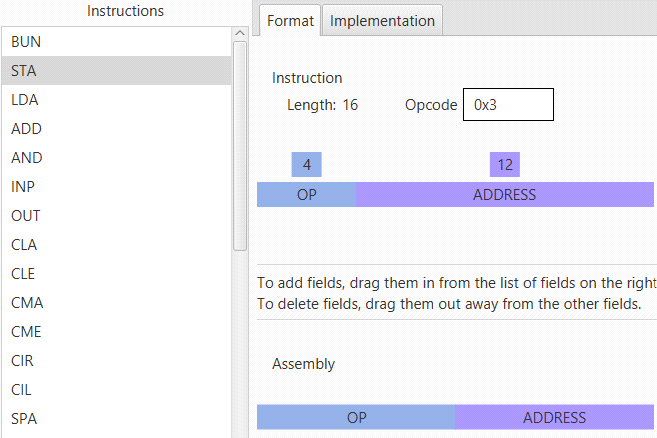 Instructions
BUN
STA
LDA
ADD
AND
INP
OUT
CLA
CLE
CMA
CME
CIR
CIL
SPA
Format Implementation
Instruction
Length: 16 Opcode 0x3
4 12
OP ADDRESS
To add fields, drag them in from the list of fields on the right
To delete fields, drag them out away from the other fields.
Assembly
OP ADDRESS